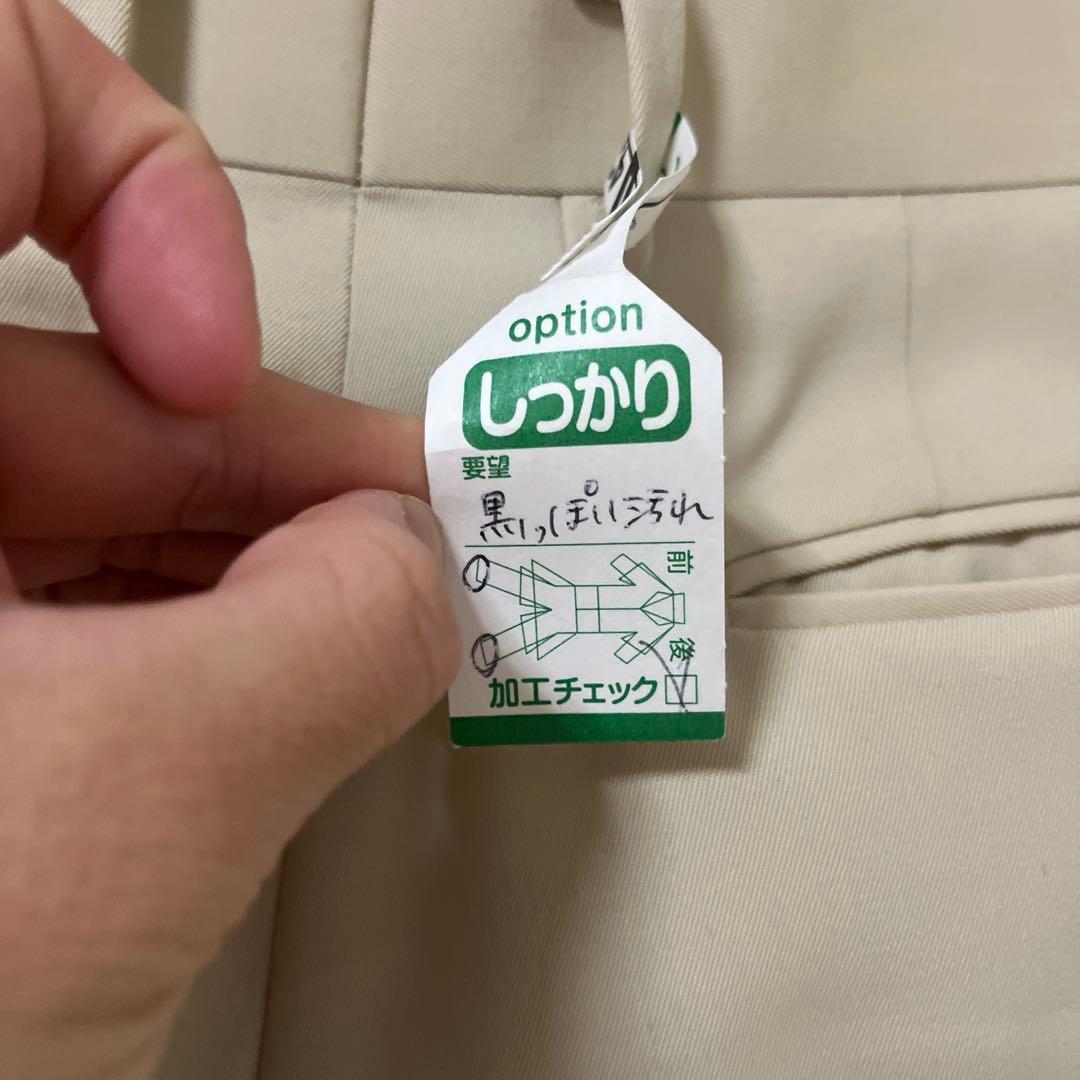 option
しっかり
要望
黒っぽい汚れ
前
後
加工チェック